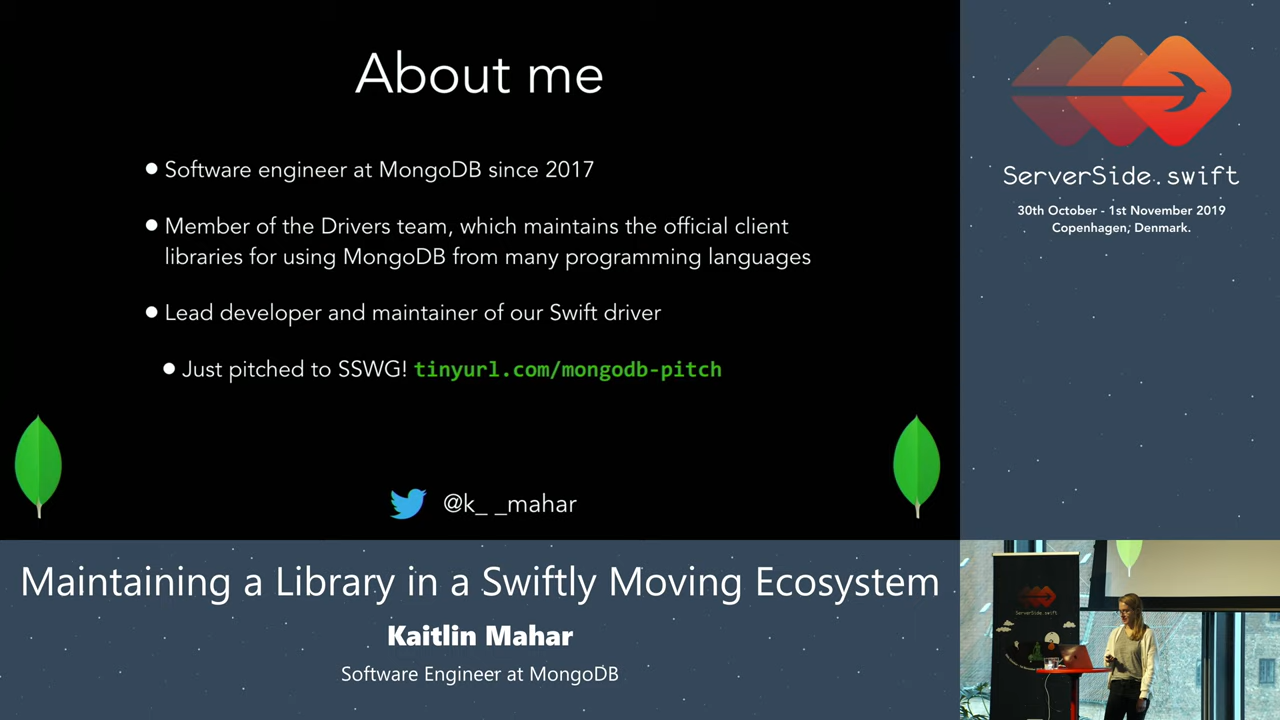 About me
Software engineer at MongoDB since 2017
Member of the Drivers team, which maintains the official client
libraries for using MongoDB from many programming languages
Lead developer and maintainer of our Swift driver
Just pitched to SSWG! tinyurl.com/mongodb-pitch
@k_ _mahar
ServerSide.swift
30th October - 1st November 2019
Copenhagen, Denmark.
Maintaining a Library in a Swiftly Moving Ecosystem
Kaitlin Mahar
Software Engineer at MongoDB
ServerSide.swift